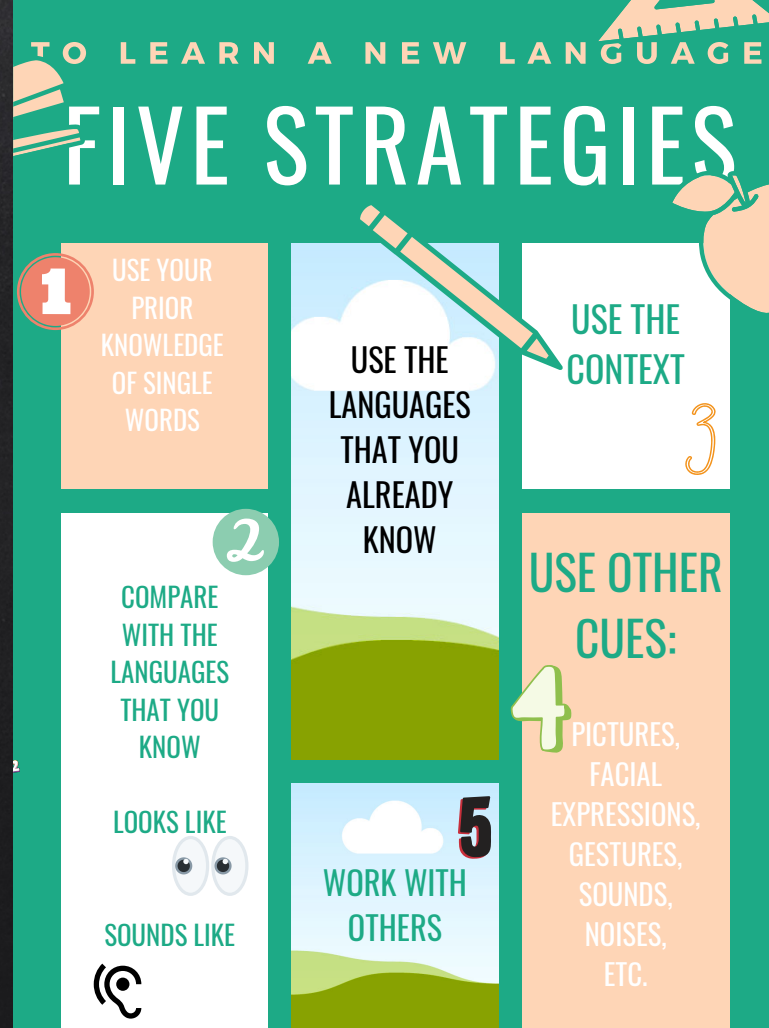 TO LEARN A NEW LANGUAGE
FIVE STRATEGIES
1
USE YOUR
PRIOR
KNOWLEDGE
OF SINGLE
WORDS
2
COMPARE
WITH THE
LANGUAGES
THAT YOU
KNOW
LOOKS LIKE
SOUNDS LIKE
USE THE
LANGUAGES
THAT YOU
ALREADY
KNOW
USE THE
CONTEXT
3
USE OTHER
CUES:
4
PICTURES,
FACIAL
EXPRESSIONS,
GESTURES,
SOUNDS,
NOISES,
ETC.
5
WORK WITH
OTHERS
2